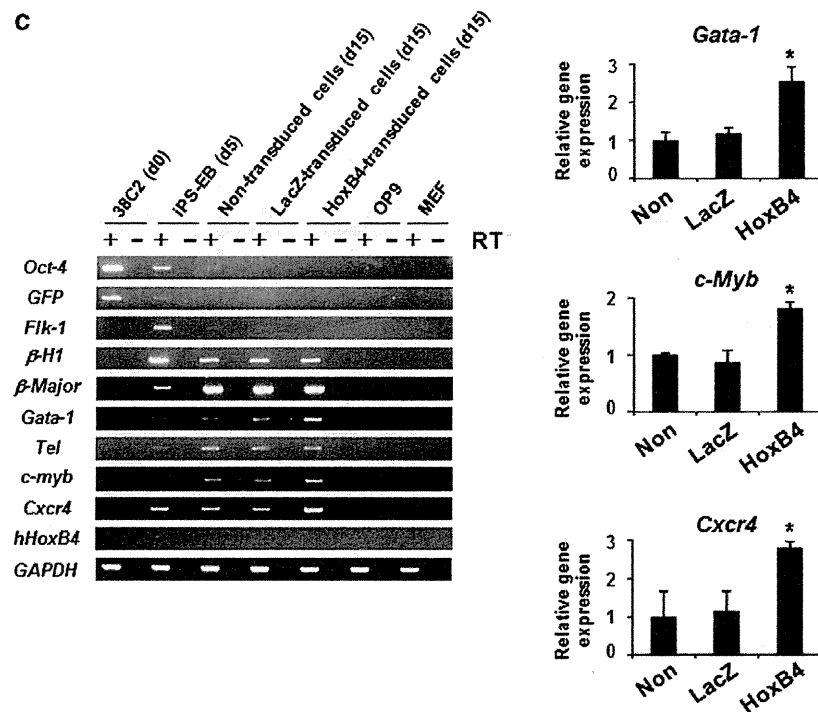 C
38C2 (d0)
iPS-EB (d5)
Non-transduced cells (d15)
LacZ-transduced cells (d15)
HoxB4-transduced cells (d15)
OP9
MEF
+ − + − + − + − + − + − + − RT
Oct-4
GFP
Flk-1
β-H1
β-Major
Gata-1
Tel
c-myb
Cxcr4
hHoxB4
GAPDH
Gata-1
Relative gene
expression
3
2
1
0
*
Non
LacZ
HoxB4
c-Myb
Relative gene
expression
2
1
0
*
Non
LacZ
HoxB4
Cxcr4
Relative gene
expression
3
2
1
0
*
Non
LacZ
HoxB4